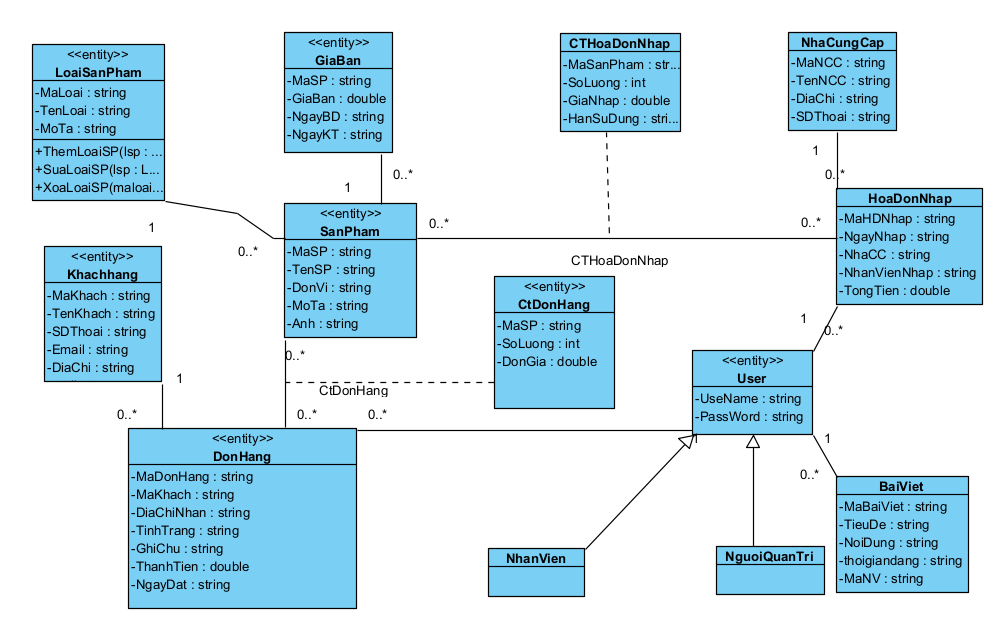 <<entity>>
LoaiSanPham
-MaLoai : string
-TenLoai : string
-MoTa : string
+ThemLoaiSP(lsp : ...
+SuaLoaiSP(lsp : L...
+XoaLoaiSP(maloai...
<<entity>>
GiaBan
-MaSP : string
-GiaBan : double
-NgayBD : string
-NgayKT : string
CTHoaDonNhap
-MaSanPham : str...
-SoLuong : int
-GiaNhap : double
-HanSuDung : stri...
NhaCungCap
-MaNCC : string
-TenNCC : string
-DiaChi : string
-SDThoai : string
1
0..*
1
0..*
1
0..*
<<entity>>
SanPham
-MaSP : string
-TenSP : string
-DonVi : string
-MoTa : string
-Anh : string
0..*
0..*
CTHoaDonNhap
HoaDonNhap
-MaHDNhap : string
-NgayNhap : string
-NhaCC : string
-NhanVienNhap : string
-TongTien : double
<<entity>>
Khachhang
-MaKhach : string
-TenKhach : string
-SDThoai : string
-Email : string
-DiaChi : string
<<entity>>
CtDonHang
-MaSP : string
-SoLuong : int
-DonGia : double
1
0..*
0..*
CtDonHang
1
0..*
0..*
0..*
<<entity>>
User
-UseName : string
-PassWord : string
<<entity>>
DonHang
-MaDonHang : string
-MaKhach : string
-DiaChiNhan : string
-TinhTrang : string
-GhiChu : string
-ThanhTien : double
-NgayDat : string
1
1
0..*
BaiViet
-MaBaiViet : string
-TieuDe : string
-NoiDung : string
-thoigiandang : string
-MaNV : string
NhanVien
NguoiQuanTri